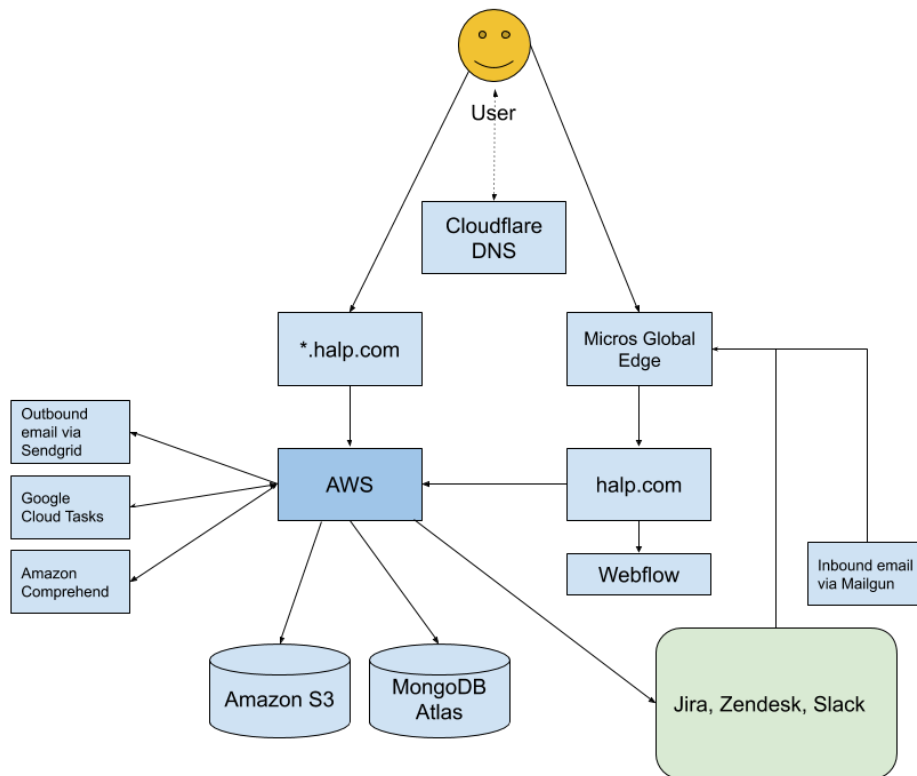 User
Cloudflare
DNS
*.halp.com
Micros Global
Edge
Outbound
email via
Sendgrid
AWS
halp.com
Google
Cloud Tasks
Amazon
Comprehend
Webflow
Inbound email
via Mailgun
Amazon S3
MongoDB
Atlas
Jira, Zendesk, Slack